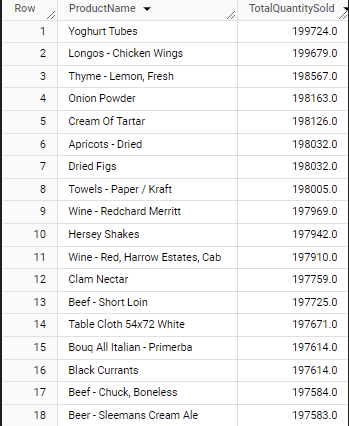 Row ProductName TotalQuantitySold
1 Yoghurt Tubes 199724.0
2 Longos - Chicken Wings 199679.0
3 Thyme - Lemon, Fresh 198567.0
4 Onion Powder 198163.0
5 Cream Of Tartar 198126.0
6 Apricots - Dried 198032.0
7 Dried Figs 198032.0
8 Towels - Paper / Kraft 198005.0
9 Wine - Redchard Merritt 197969.0
10 Hersey Shakes 197942.0
11 Wine - Red, Harrow Estates, Cab 197910.0
12 Clam Nectar 197759.0
13 Beef - Short Loin 197725.0
14 Table Cloth 54x72 White 197671.0
15 Bouq All Italian - Primerba 197614.0
16 Black Currants 197614.0
17 Beef - Chuck, Boneless 197584.0
18 Beer - Sleemans Cream Ale 197583.0